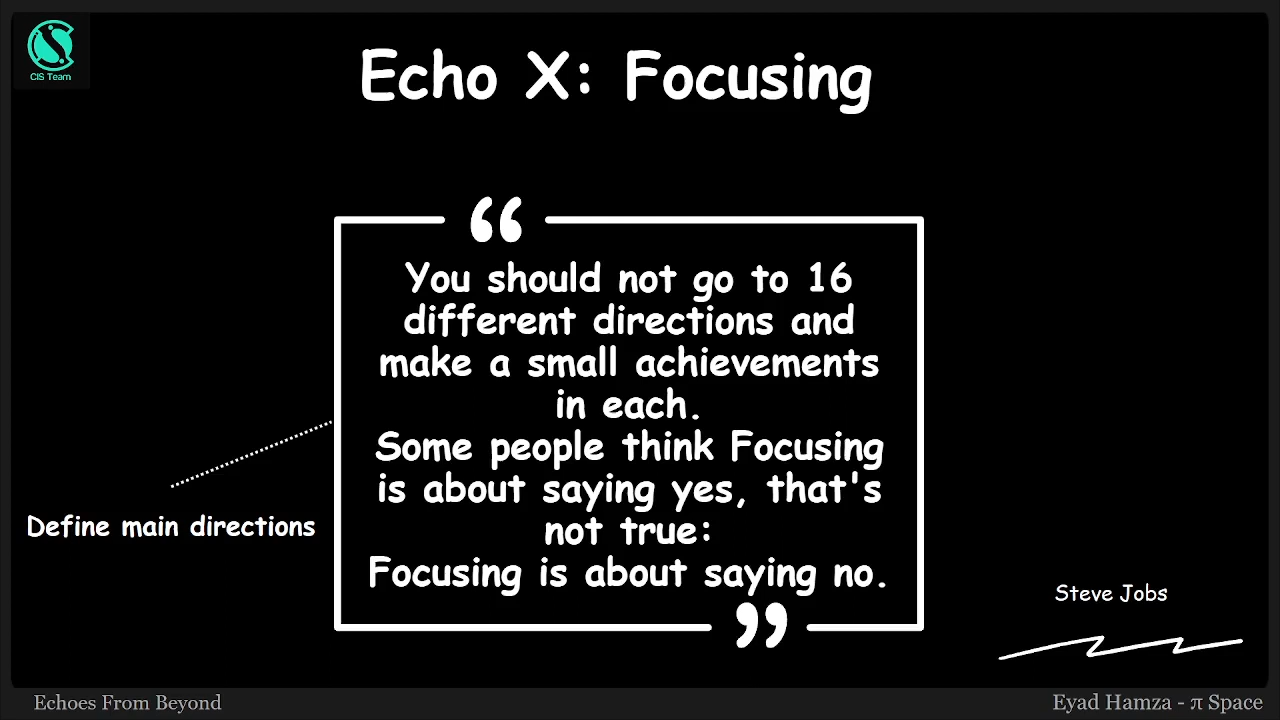 CIS Team
Echo X: Focusing
“
You should not go to 16
different directions and
make a small achievements
in each.
Some people think Focusing
is about saying yes, that's
not true:
Focusing is about saying no.
”
Define main directions
Steve Jobs
Echoes From Beyond
Eyad Hamza - π Space